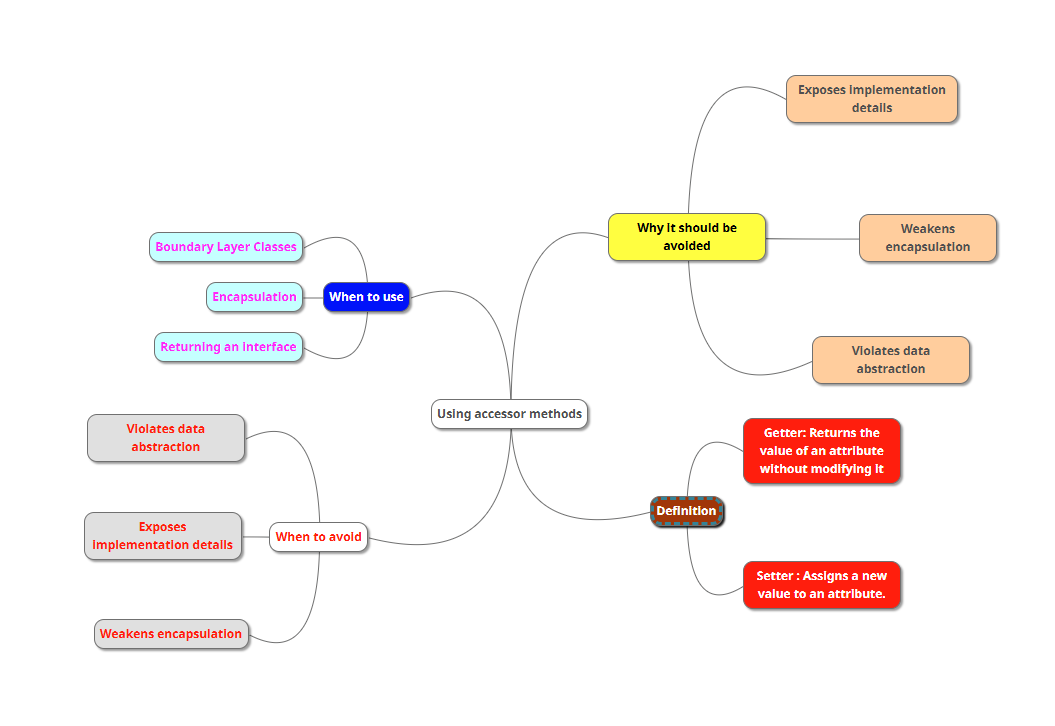 Exposes implementation
details
Why it should be
avoided
Weakens
encapsulation
Boundary Layer Classes
Encapsulation
When to use
Returning an interface
Violates data
abstraction
Using accessor methods
Violates data
abstraction
Getter: Returns the
value of an attribute
without modifying it
Definition
Exposes
implementation details
When to avoid
Setter : Assigns a new
value to an attribute.
Weakens encapsulation